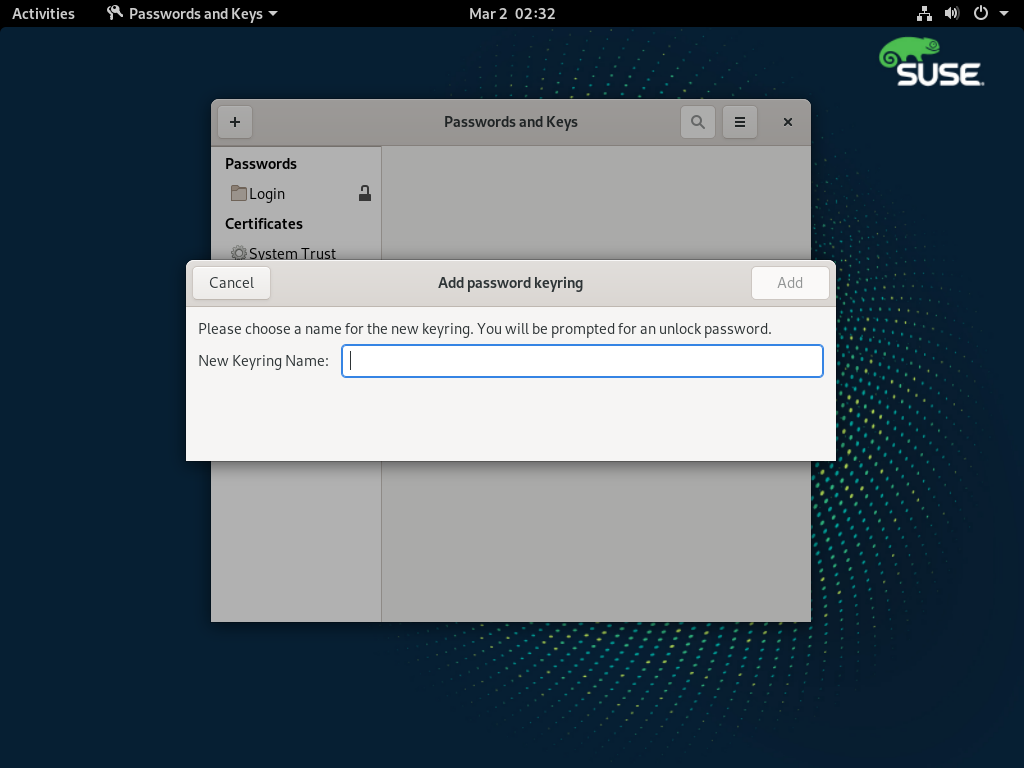 Activities
Passwords and Keys
Mar 2 02:32
SUSE
Passwords and Keys
Passwords
Login
Certificates
System Trust
Cancel
Add password keyring
Add
Please choose a name for the new keyring. You will be prompted for an unlock password.
New Keyring Name: